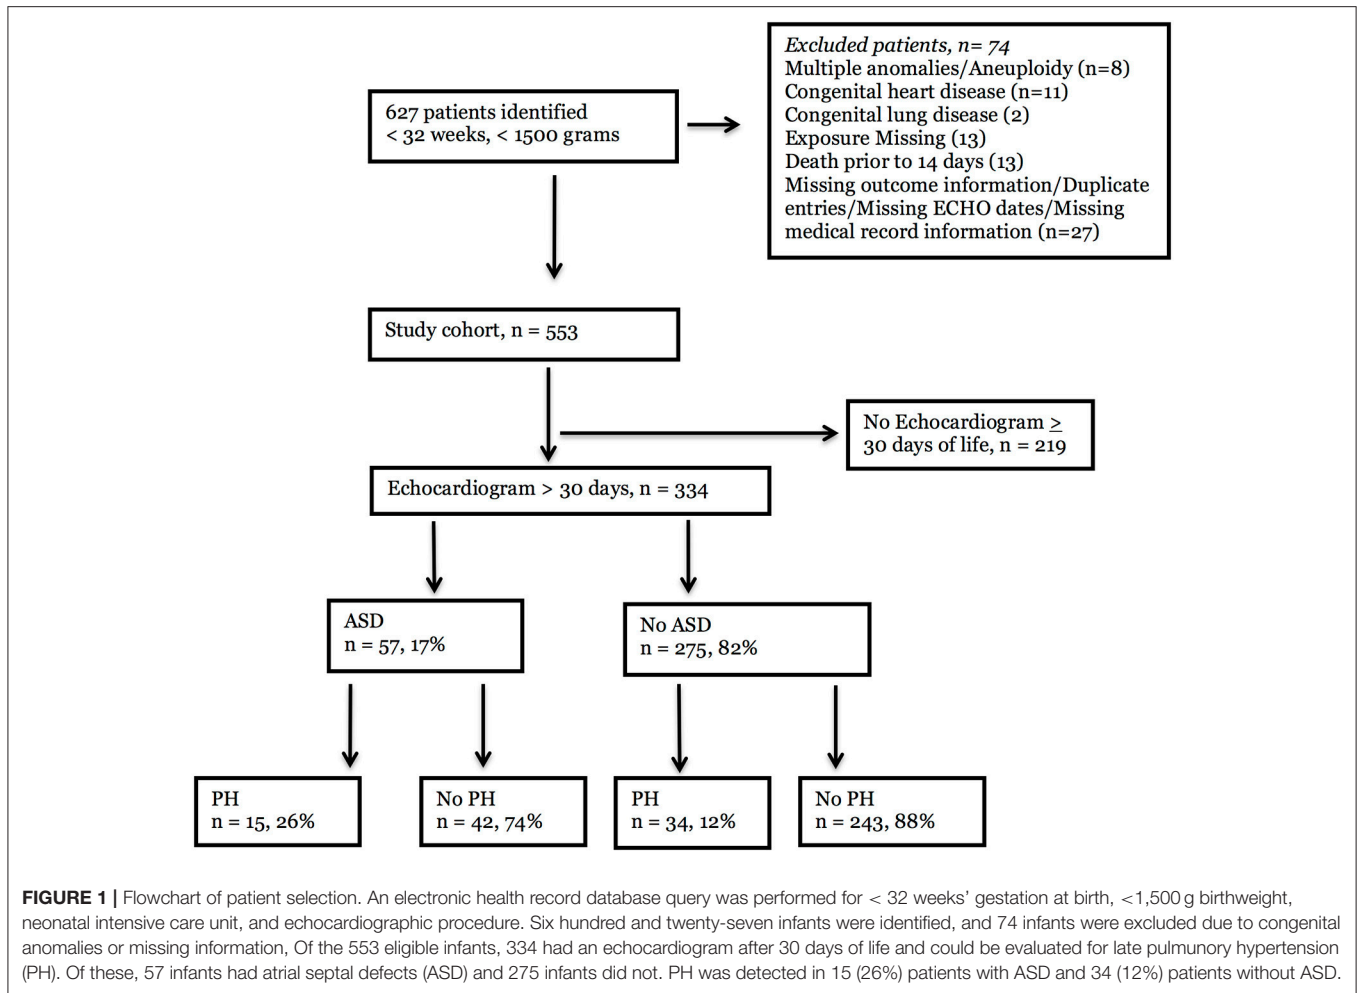 627 patients identified
< 32 weeks, < 1500 grams
Excluded patients, n= 74
Multiple anomalies/Aneuploidy (n=8)
Congenital heart disease (n=11)
Congenital lung disease (2)
Exposure Missing (13)
Death prior to 14 days (13)
Missing outcome information/Duplicate
entries/Missing ECHO dates/Missing
medical record information (n=27)
Study cohort, n = 553
No Echocardiogram ≥
30 days of life, n = 219
Echocardiogram > 30 days, n = 334
ASD
n = 57, 17%
No ASD
n = 275, 82%
PH
n = 15, 26%
No PH
n = 42, 74%
PH
n = 34, 12%
No PH
n = 243, 88%
FIGURE 1 | Flowchart of patient selection. An electronic health record database query was performed for < 32 weeks' gestation at birth, <1,500 g birthweight,
neonatal intensive care unit, and echocardiographic procedure. Six hundred and twenty-seven infants were identified, and 74 infants were excluded due to congenital
anomalies or missing information, Of the 553 eligible infants, 334 had an echocardiogram after 30 days of life and could be evaluated for late pulmunory hypertension
(PH). Of these, 57 infants had atrial septal defects (ASD) and 275 infants did not. PH was detected in 15 (26%) patients with ASD and 34 (12%) patients without ASD.